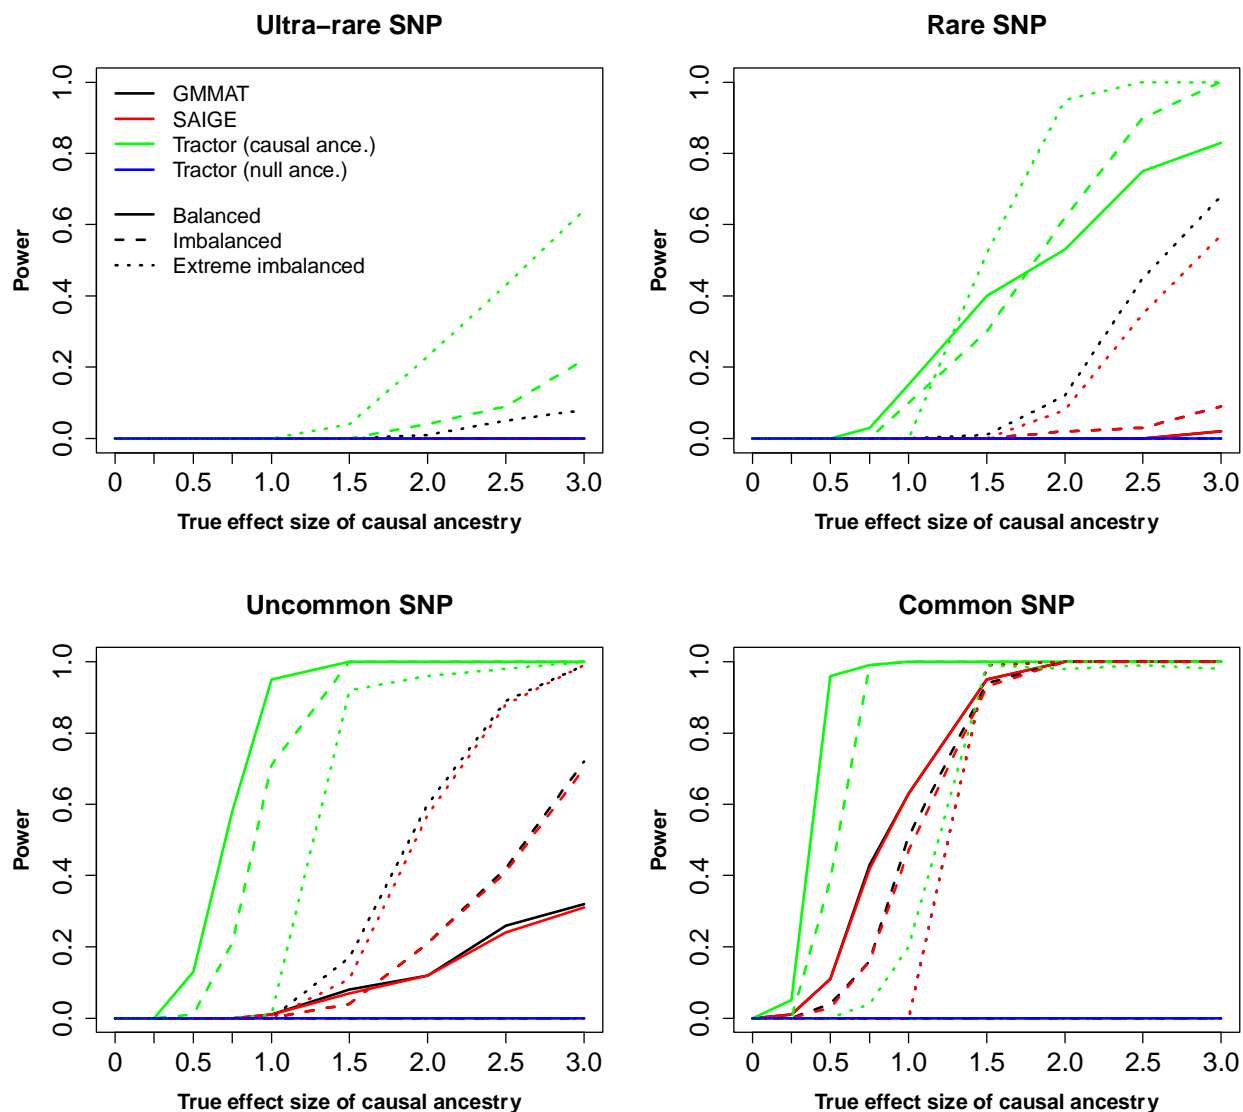 Ultra−rare SNP
Power
1.0
0.8
0.6
0.4
0.2
0.0
GMMAT
SAIGE
Tractor (causal ance.)
Tractor (null ance.)
Balanced
Imbalanced
Extreme imbalanced
0 0.5 1.0 1.5 2.0 2.5 3.0
True effect size of causal ancestry
Rare SNP
Power
1.0
0.8
0.6
0.4
0.2
0.0
0 0.5 1.0 1.5 2.0 2.5 3.0
True effect size of causal ancestry
Uncommon SNP
Power
1.0
0.8
0.6
0.4
0.2
0.0
0 0.5 1.0 1.5 2.0 2.5 3.0
True effect size of causal ancestry
Common SNP
Power
1.0
0.8
0.6
0.4
0.2
0.0
0 0.5 1.0 1.5 2.0 2.5 3.0
True effect size of causal ancestry